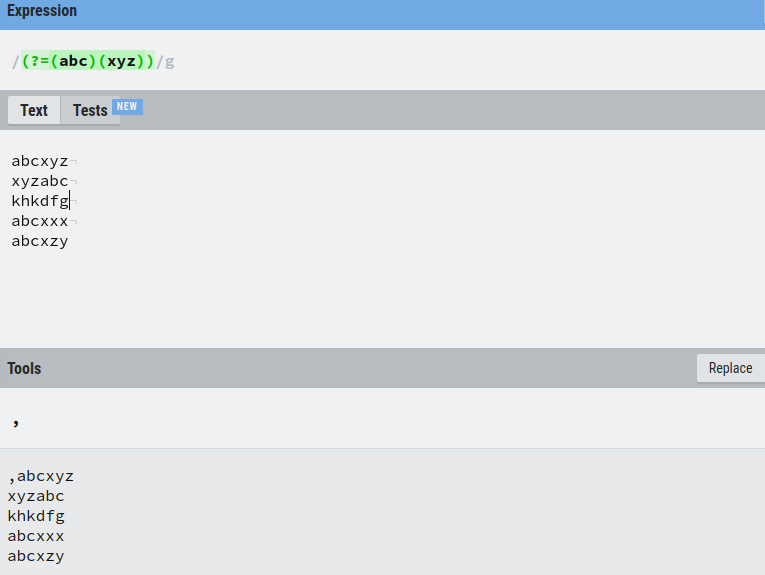 Expression
/(?=(abc)(xyz))/g
Text Tests NEW
abcxyz¬
xyzabc¬
khkdfg¬
abcxxx¬
abcxzy
Tools Replace
,
,abcxyz
xyzabc
khkdfg
abcxxx
abcxzy